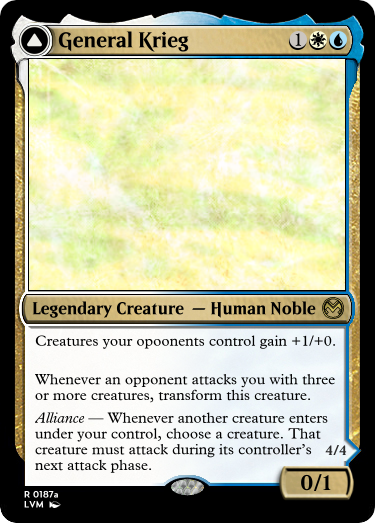 General Krieg 1
Legendary Creature — Human Noble
Creatures your opoonents control gain +1/+0.
Whenever an opponent attacks you with three
or more creatures, transform this creature.
Alliance — Whenever another creature enters
under your control, choose a creature. That
creature must attack during its controller's 4/4
next attack phase.
0/1
R 0187a
LVM